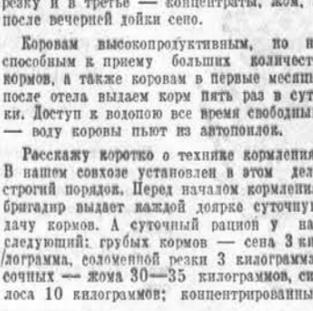 резку и в третье — концентраты, жом,
после вечерней дойки сено.
Коровам высокопродуктивным, но н
способным к приему больших количест
кормов, а также коровам в первые месяц
после отела выдаем корм пять раз в сут
ки. Доступ к водопою все время свободны
— воду коровы пьют из автопоилок.
Расскажу коротко о технике кормления
В нашем совхозе установлен в этом дел
строгий порядок. Перед началом кормлени
бригадир выдает каждой доярке суточну
дачу кормов. А суточный рацион у на
следующий: грубых кормов — сена 3 ки
лограмма, соломенной резки 3 килограмма
сочных — жома 30—35 килограммов, си
лоса 10 килограммов; концентрированны